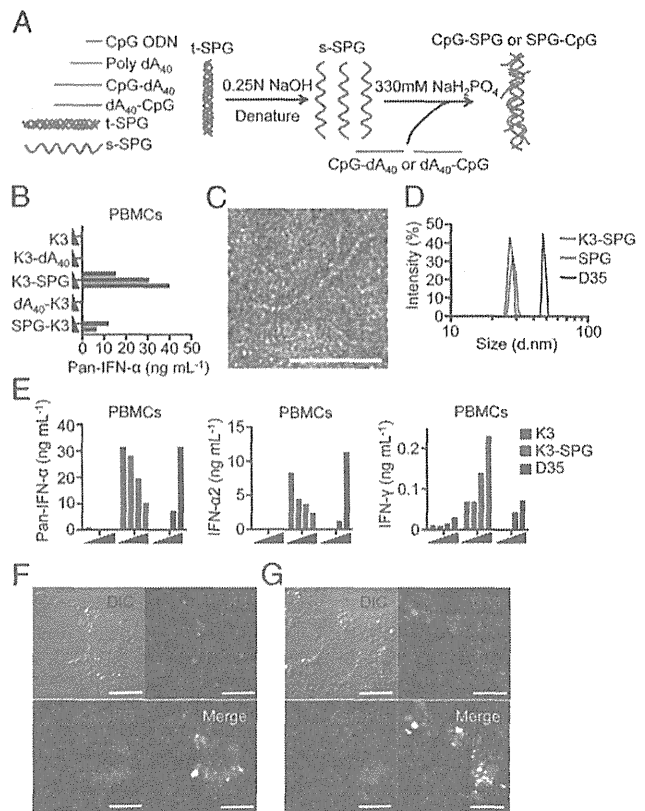 A
CpG ODN
Poly dA40
CpG-dA40
dA40-CpG
t-SPG
s-SPG
t-SPG
0.25N NaOH
Denature
s-SPG
330mM NaH2PO4
CpG-dA40 or dA40-CpG
CpG-SPG or SPG-CpG
B
PBMCs
K3
K3-dA40
K3-SPG
dA40-K3
SPG-K3
0 10 20 30 40 50
Pan-IFN-α (ng mL-1)
C
D
Intensity (%)
50
40
30
20
10
0
10 100
Size (d.nm)
K3-SPG
SPG
D35
E
PBMCs
Pan-IFN-α (ng mL-1)
40
30
20
10
0
PBMCs
IFN-α2 (ng mL-1)
15
10
5
0
PBMCs
IFN-γ (ng mL-1)
0.2
0.1
0
K3
K3-SPG
D35
F
DIC
Merge
G
DIC
Merge